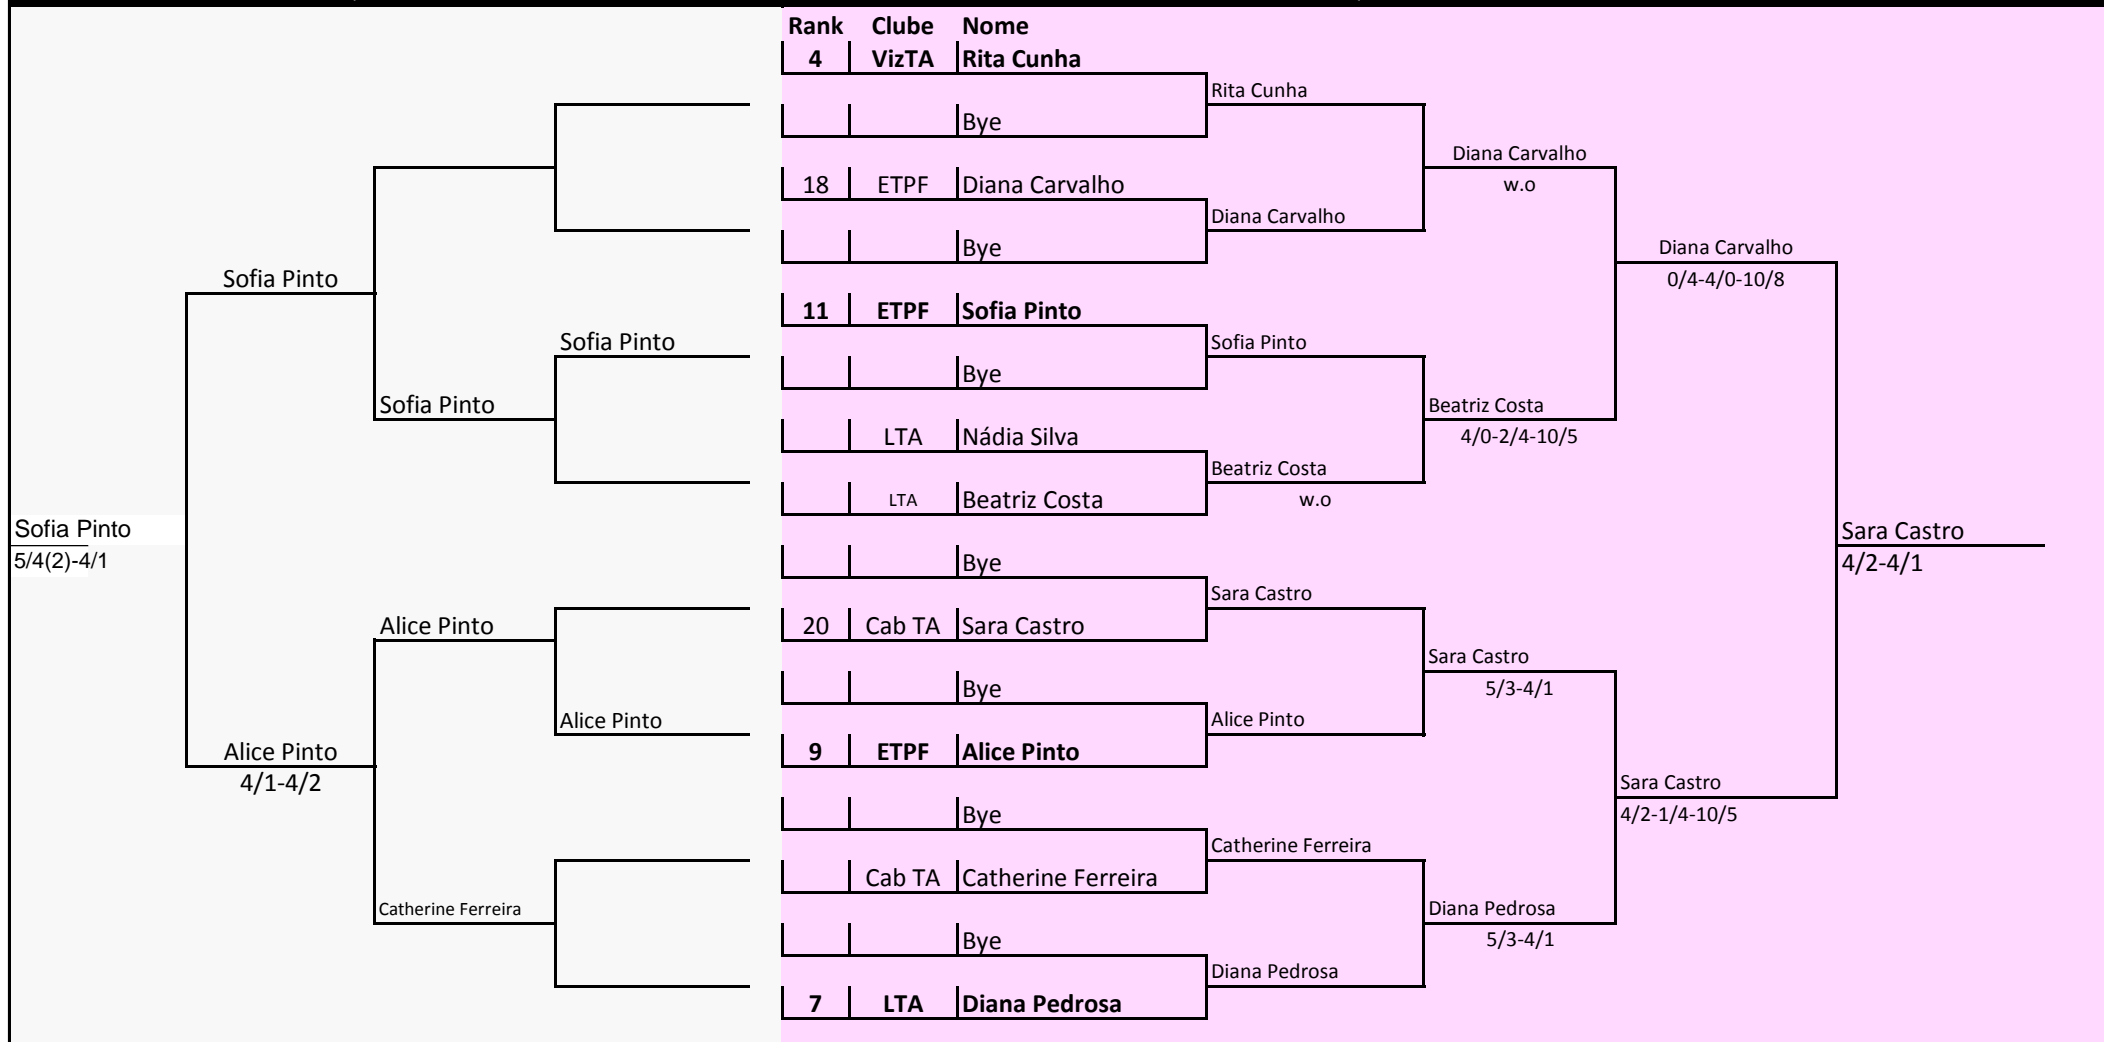 Rank Clube Nome
4 VizTA Rita Cunha
Rita Cunha
Bye
Diana Carvalho
18 ETPF Diana Carvalho w.o
Diana Carvalho
Bye Diana Carvalho
Sofia Pinto 0/4-4/0-10/8
11 ETPF Sofia Pinto
Sofia Pinto Sofia Pinto
Bye
Sofia Pinto Beatriz Costa
LTA Nádia Silva 4/0-2/4-10/5
Beatriz Costa
LTA Beatriz Costa w.o
Sofia Pinto Sara Castro
5/4(2)-4/1 Bye 4/2-4/1
Sara Castro
Alice Pinto 20 Cab TA Sara Castro
Sara Castro
Bye 5/3-4/1
Alice Pinto Alice Pinto
Alice Pinto 9 ETPF Alice Pinto
4/1-4/2 Sara Castro
Bye 4/2-1/4-10/5
Catherine Ferreira
Cab TA Catherine Ferreira
Catherine Ferreira Diana Pedrosa
Bye 5/3-4/1
Diana Pedrosa
7 LTA Diana Pedrosa